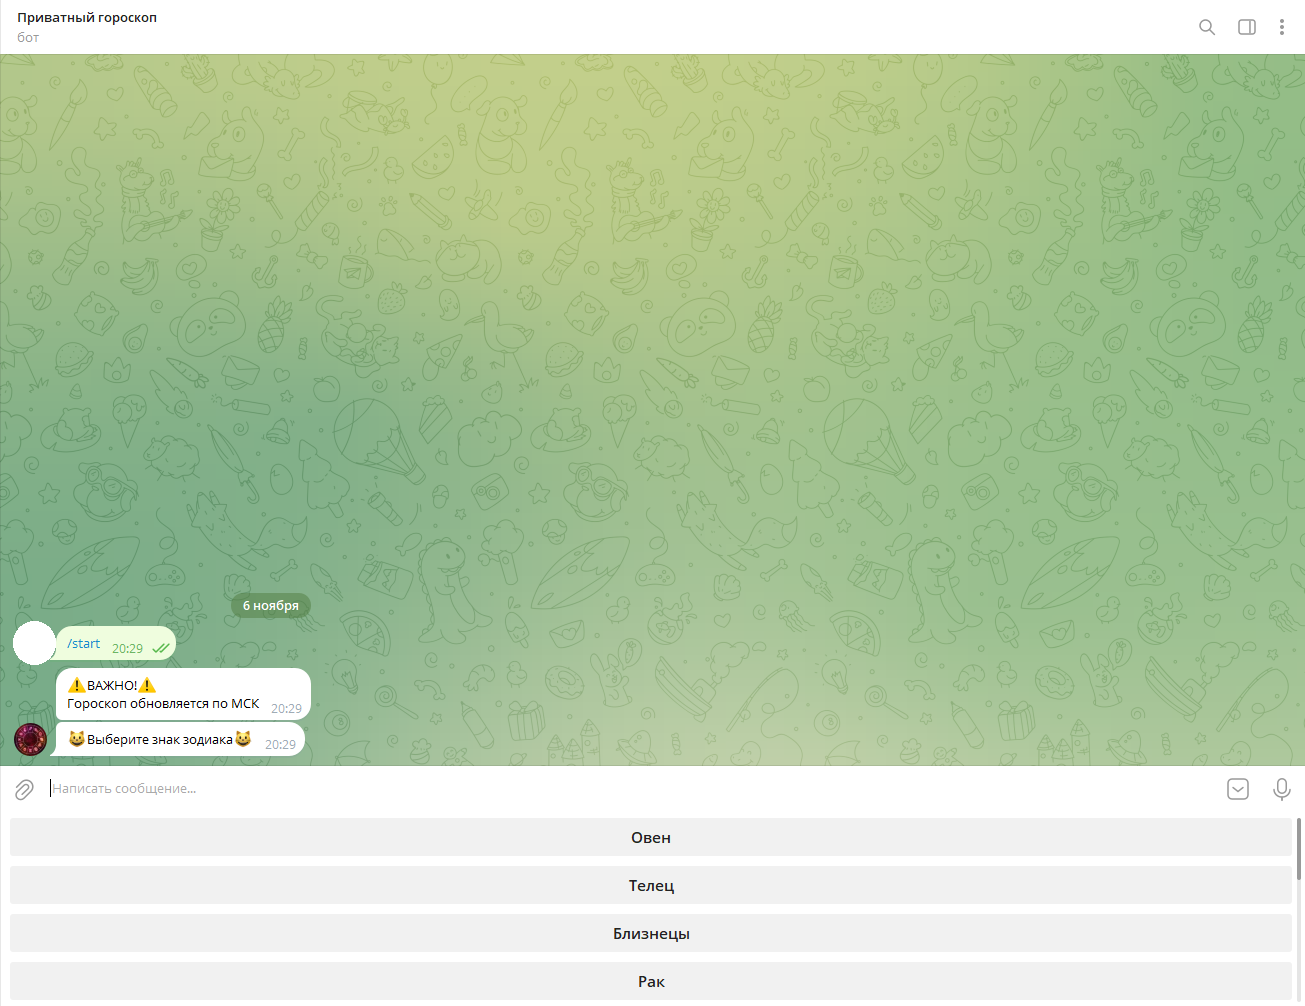 Приватный гороскоп
бот
6 ноября
/start 20:29
⚠️ВАЖНО!⚠️
Гороскоп обновляется по МСК 20:29
😺Выберите знак зодиака😺 20:29
Написать сообщение...
Овен
Телец
Близнецы
Рак